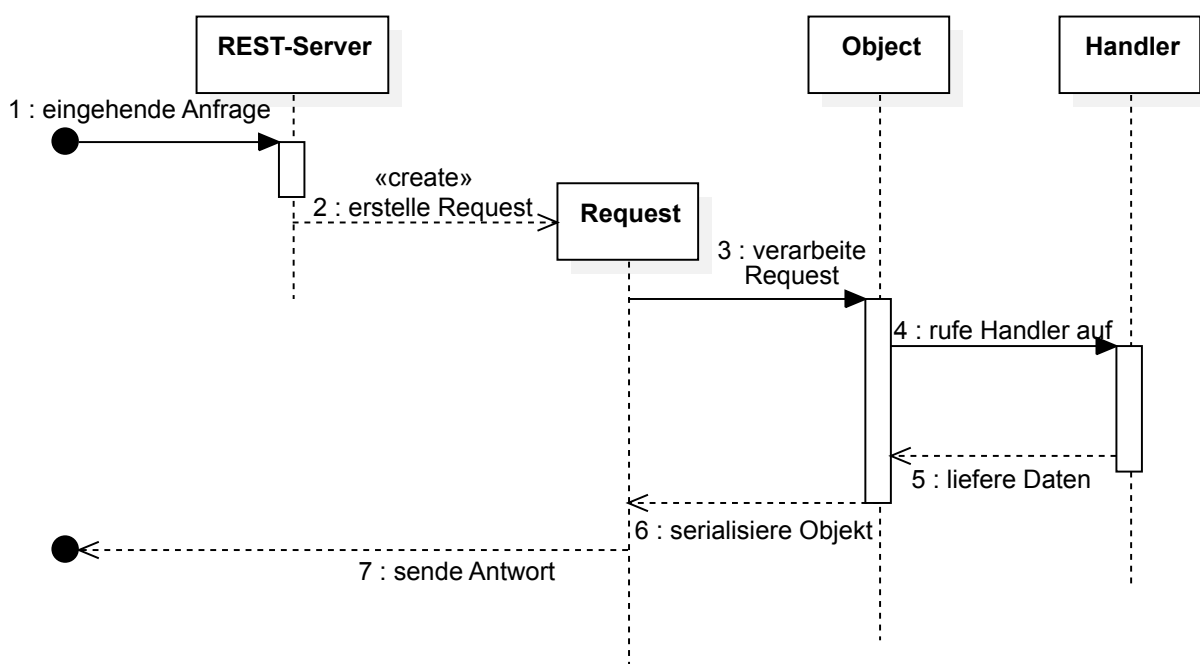 REST-Server
Object
Handler
1 : eingehende Anfrage
«create»
2 : erstelle Request
Request
3 : verarbeite
Request
4 : rufe Handler auf
5 : liefere Daten
6 : serialisiere Objekt
7 : sende Antwort